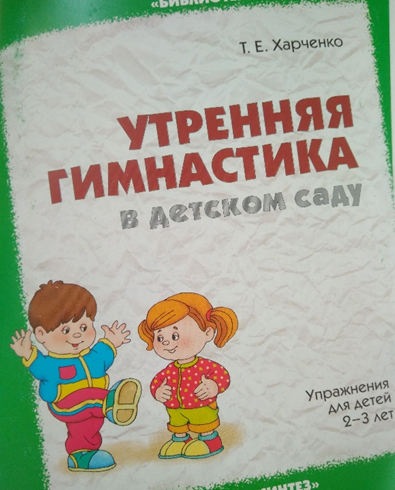 Т. Е. Харченко
УТРЕННЯЯ
ГИМНАСТИКА
в детском саду
Упражнения
для детей
2–3 лет